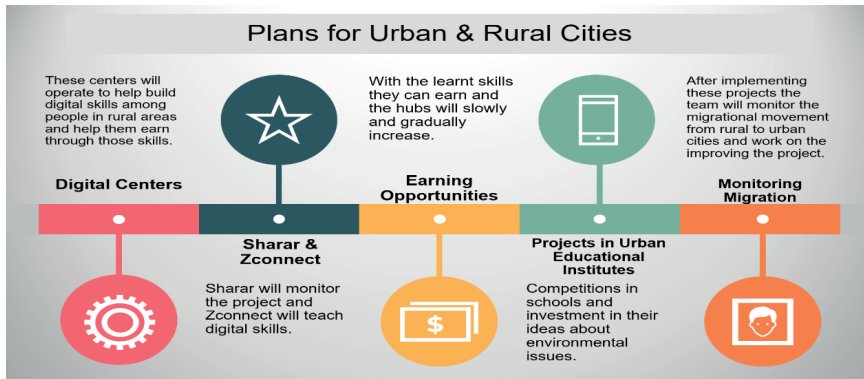 Plans for Urban & Rural Cities
These centers will
operate to help build
digital skills among
people in rural areas
and help them earn
through those skills.
Digital Centers
Sharar &
Zconnect
Sharar will monitor
the project and
Zconnect will teach
digital skills.
With the learnt skills
they can earn and
the hubs will slowly
and gradually
increase.
Earning
Opportunities
$
Projects in Urban
Educational
Institutes
Competitions in
schools and
investment in their
ideas about
environmental
issues.
After implementing
these projects the
team will monitor the
migrational movement
from rural to urban
cities and work on the
improving the project.
Monitoring
Migration